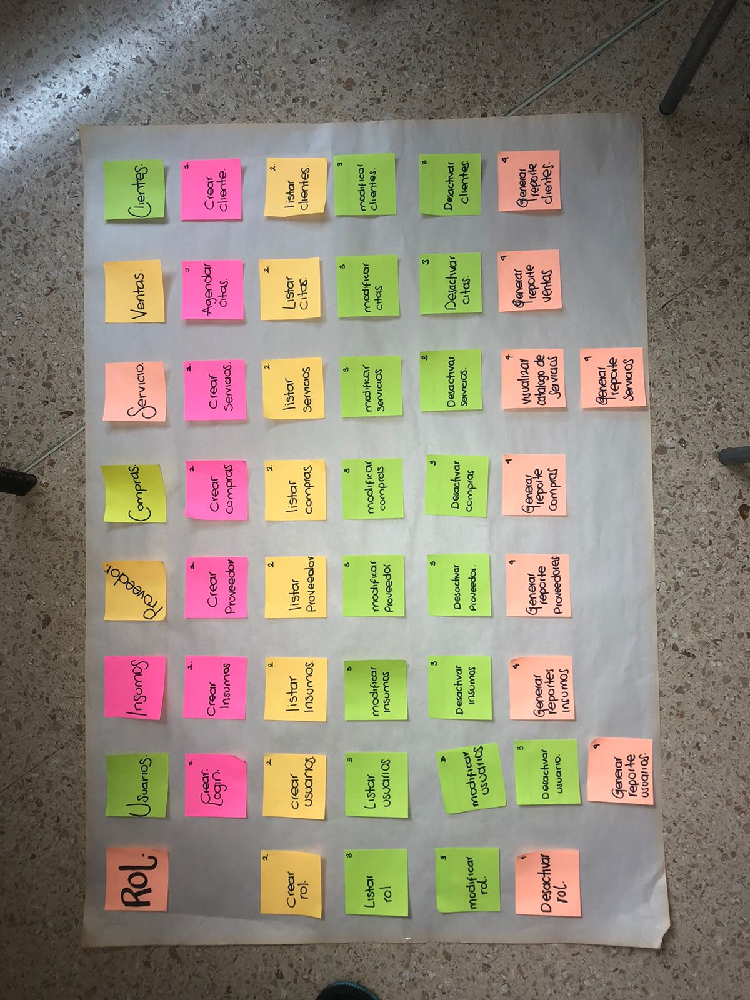 Rol.
Usuarios.
Insumos.
Proveedor.
Compras.
Servicio.
Ventas.
Clientes.
1.
Crear
Login.
1.
Crear
Insumos.
1.
Crear
Proveedor
1.
Crear
compras
1.
Crear
Servicios.
1.
Agendar
citas.
1.
Crear
cliente.
2
Crear
rol.
2
crear
usuarios
2.
listar
Insumos.
2.
listar
Proveedor
2.
listar
compras.
2
listar
Servicios
2.
Listar
Citas
2.
listar
clientes.
3
Listar
rol
3
Listar
usuarios
3
modificar
insumos
3
modificar
Proveedor
3
modificar
compras
3
modificar
Servicios
3
modificar
citas
3
modificar
clientes.
3
modificar
rol.
3
modificar
usuarios
3
Desactivar
insumos
3
Desactivar
Proveedor.
3
Desactivar
compras
3
Desactivar
Servicios.
3
Desactivar
citas.
3
Desactivar
clientes
4
Desactivar
rol.
3
Desactivar
usuario.
4
Generar
reportes
insumos
4
Generar
reporte
Proveedores.
4
Generar
reporte
compras
4
Visualizar
catalogo de
Servicios
4
Generar
reporte
ventas
4
Generar
reporte
clientes.
4
Generar
reporte
usuarios.
4
Generar
reporte
Servicios